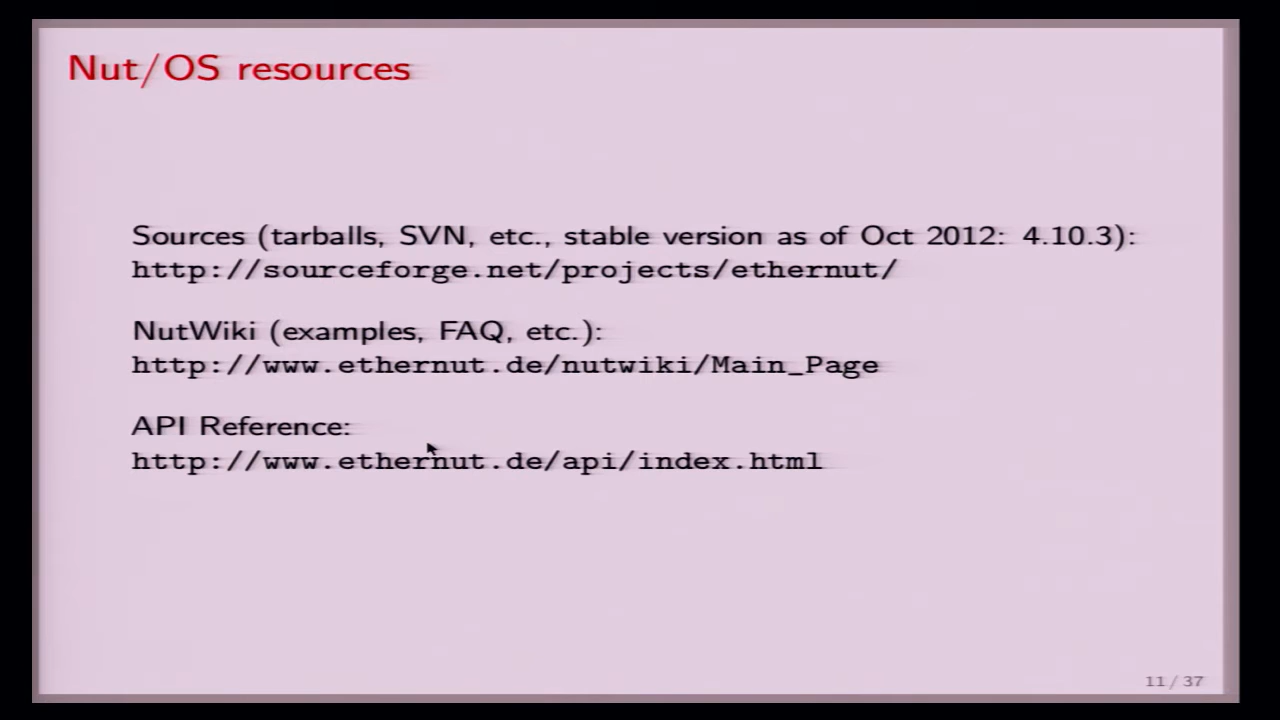 Nut/OS resources
Sources (tarballs, SVN, etc., stable version as of Oct 2012: 4.10.3):
http://sourceforge.net/projects/ethernut/
NutWiki (examples, FAQ, etc.):
http://www.ethernut.de/nutwiki/Main_Page
API Reference:
http://www.ethernut.de/api/index.html
11 / 37